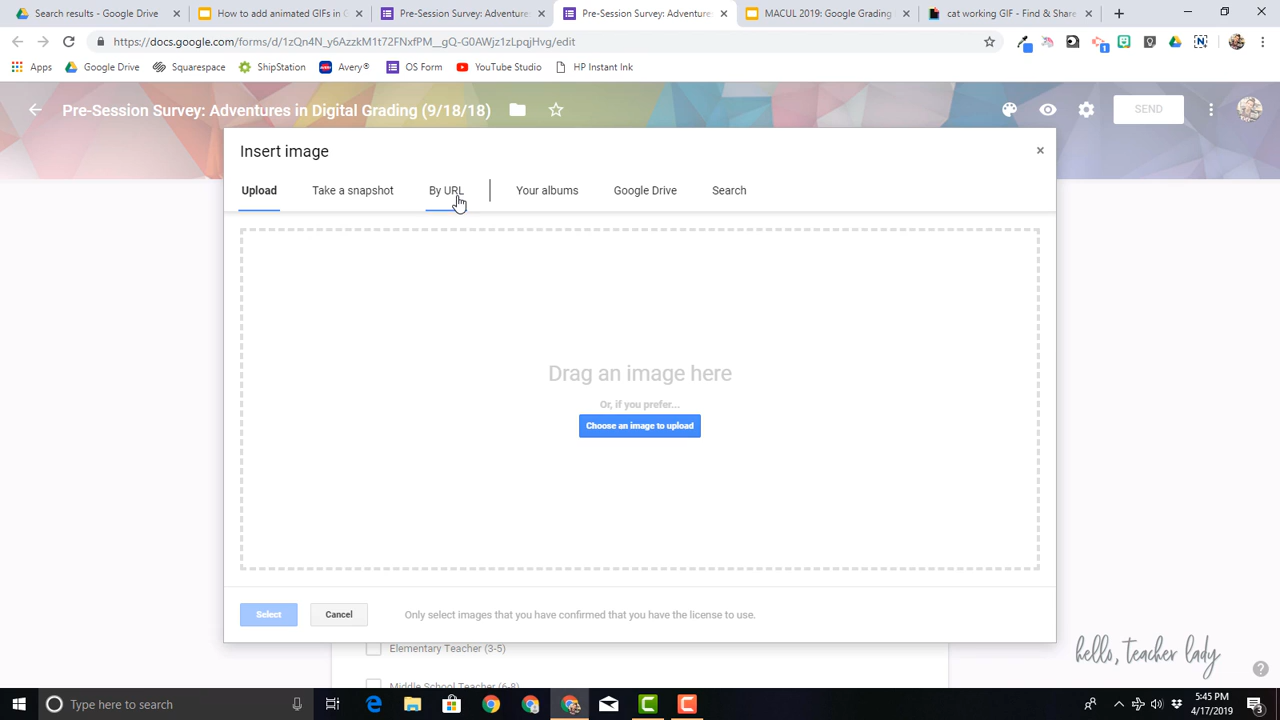 Search results - Google Drive
How to add animated GIFs in G
Pre-Session Survey: Adventures
Pre-Session Survey: Adventures
MACUL 2019: Google Grading
cat working GIF - Find & Share
https://docs.google.com/forms/d/1zQn4N_y6AzzkM1t72FNxfPM__gQ-G0AWjz1zLpqjHvg/edit
Apps
Google Drive
Squarespace
ShipStation
Avery®
OS Form
YouTube Studio
HP Instant Ink
Pre-Session Survey: Adventures in Digital Grading (9/18/18)
SEND
Insert image
×
Upload
Take a snapshot
By URL
Your albums
Google Drive
Search
Drag an image here
Or, if you prefer...
Choose an image to upload
Select
Cancel
Only select images that you have confirmed that you have the license to use.
Elementary Teacher (3-5)
Middle School Teacher (6-8)
hello, teacher lady
Type here to search
5:45 PM
4/17/2019